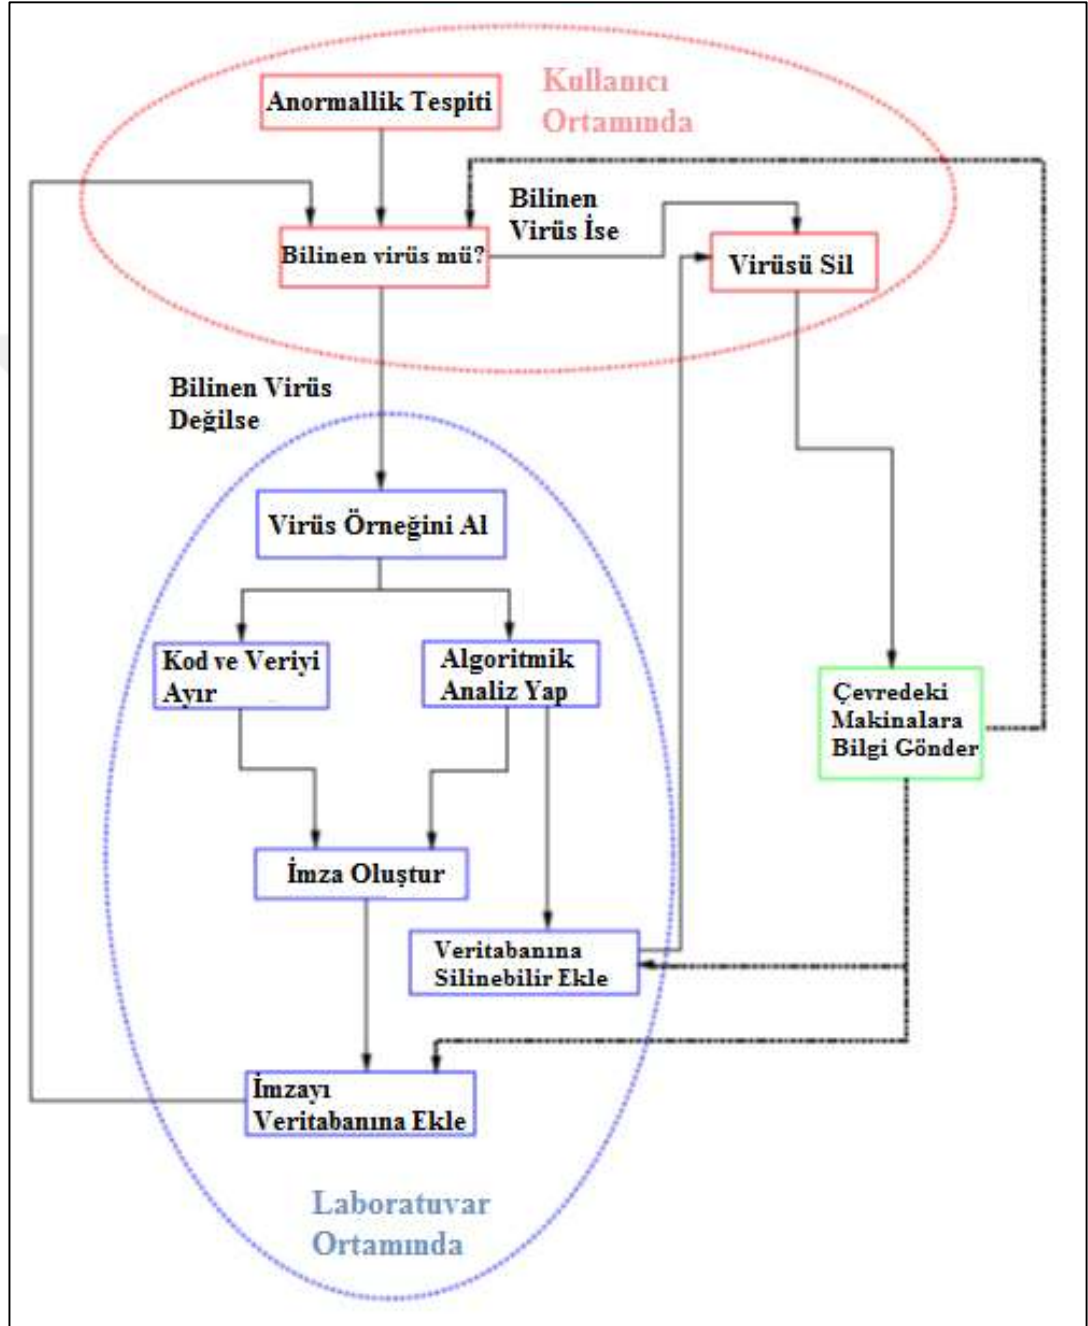 Kullanıcı
Ortamında
Anormallik Tespiti
Bilinen
Virüs İse
Bilinen virüs mü?
Virüsü Sil
Bilinen Virüs
Değilse
Virüs Örneğini Al
Kod ve Veriyi
Ayır
Algoritmik
Analiz Yap
Çevredeki
Makinalara
Bilgi Gönder
İmza Oluştur
Veritabanına
Silinebilir Ekle
İmzayı
Veritabanına Ekle
Laboratuvar
Ortamında